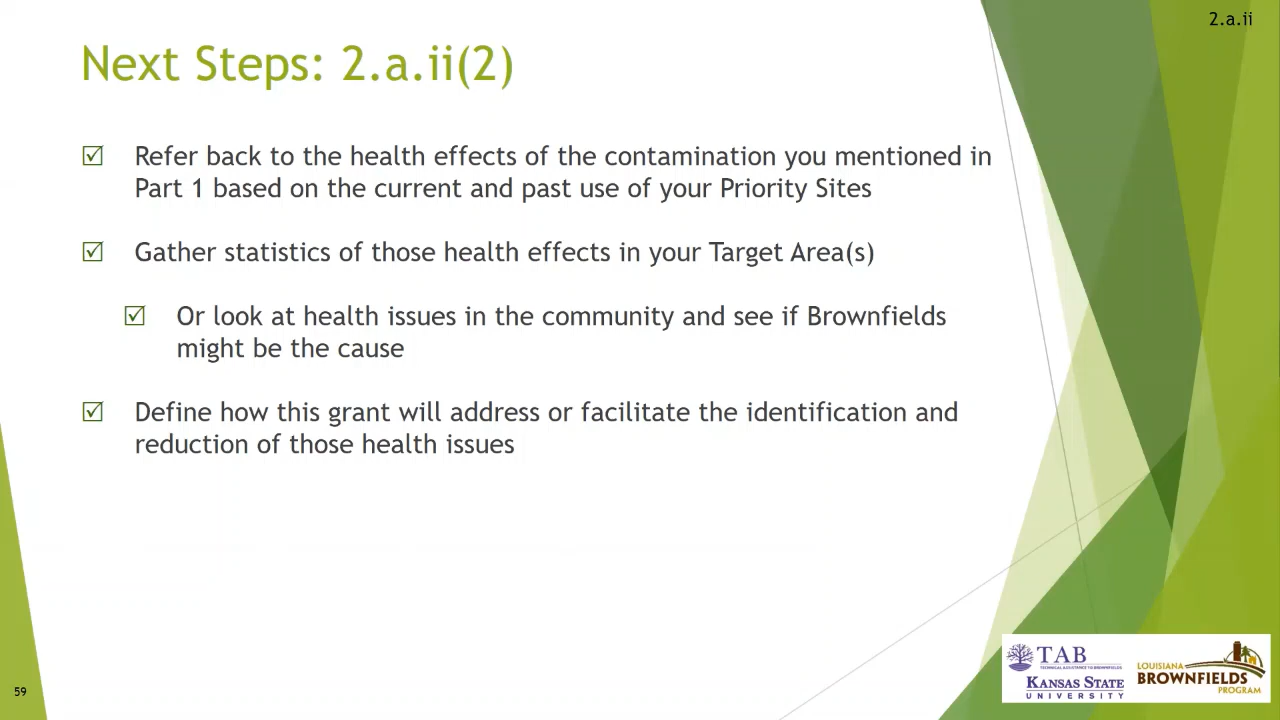 2.a.ii
Next Steps: 2.a.ii(2)
☑ Refer back to the health effects of the contamination you mentioned in
Part 1 based on the current and past use of your Priority Sites
☑ Gather statistics of those health effects in your Target Area(s)
☑ Or look at health issues in the community and see if Brownfields
might be the cause
☑ Define how this grant will address or facilitate the identification and
reduction of those health issues
TAB
TECHNICAL ASSISTANCE TO BROWNFIELDS
KANSAS STATE
UNIVERSITY
LOUISIANA
BROWNFIELDS
PROGRAM
59